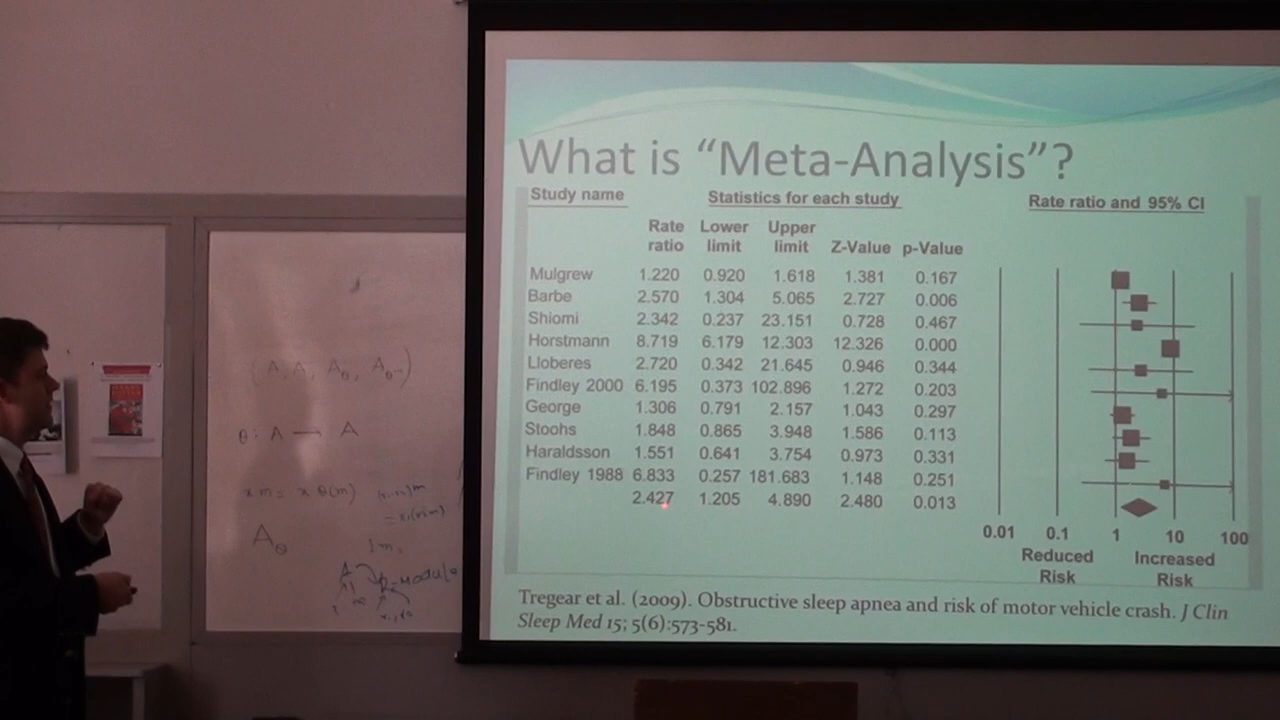 What is “Meta-Analysis”?
Study name Statistics for each study Rate ratio and 95% CI
Rate Lower Upper
ratio limit limit Z-Value p-Value
Mulgrew 1.220 0.920 1.618 1.381 0.167
Barbe 2.570 1.304 5.065 2.727 0.006
Shiomi 2.342 0.237 23.151 0.728 0.467
Horstmann 8.719 6.179 12.303 12.326 0.000
Lloberes 2.720 0.342 21.645 0.946 0.344
Findley 2000 6.195 0.373 102.896 1.272 0.203
George 1.306 0.791 2.157 1.043 0.297
Stoohs 1.848 0.865 3.948 1.586 0.113
Haraldsson 1.551 0.641 3.754 0.973 0.331
Findley 1988 6.833 0.257 181.683 1.148 0.251
2.427 1.205 4.890 2.480 0.013
0.01 0.1 1 10 100
Reduced Increased
Risk Risk
Tregear et al. (2009). Obstructive sleep apnea and risk of motor vehicle crash. J Clin
Sleep Med 15; 5(6):573-581.
θ: A → A
x m = x θ(m)
A θ